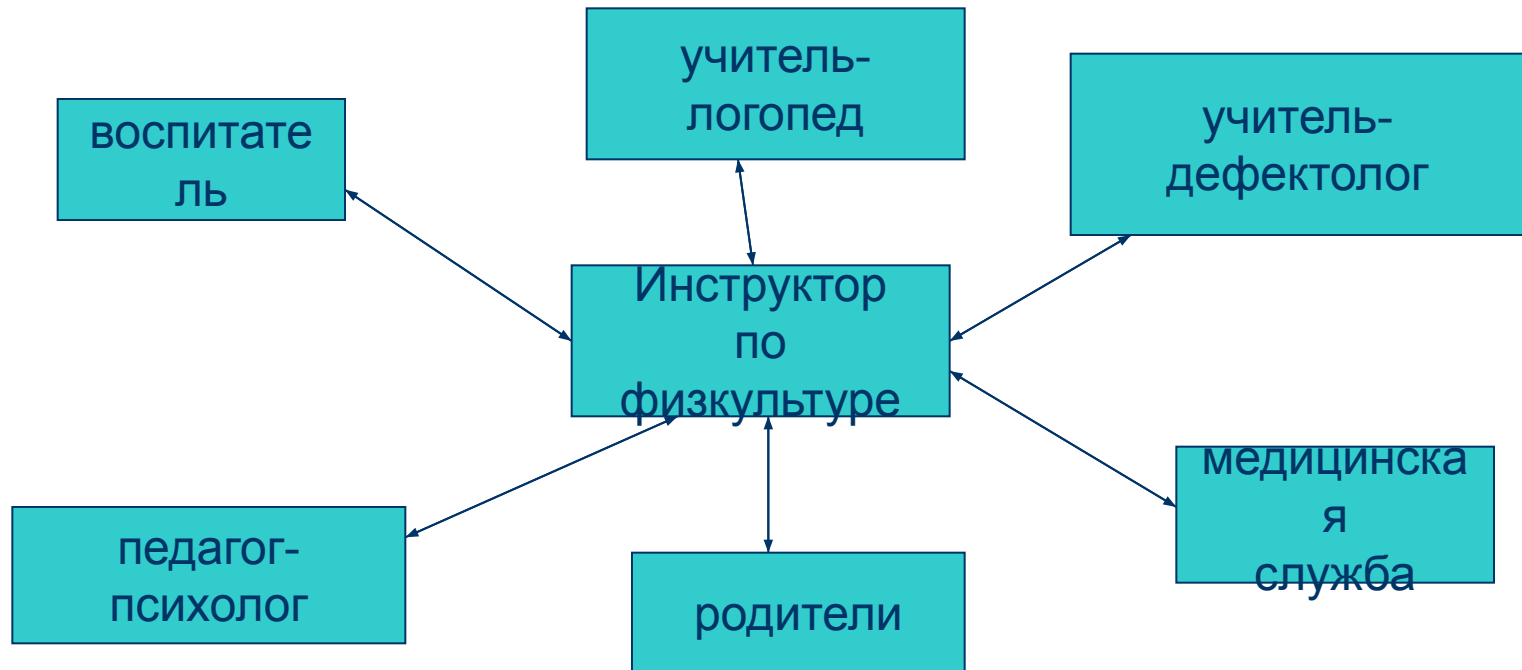 учитель-
логопед
воспитате
ль
учитель-
дефектолог
Инструктор
по
физкультуре
медицинска
я
служба
педагог-
психолог
родители